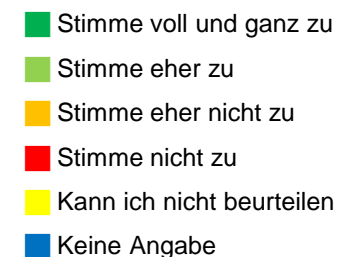 Stimme voll und ganz zu
Stimme eher zu
Stimme eher nicht zu
Stimme nicht zu
Kann ich nicht beurteilen
Keine Angabe